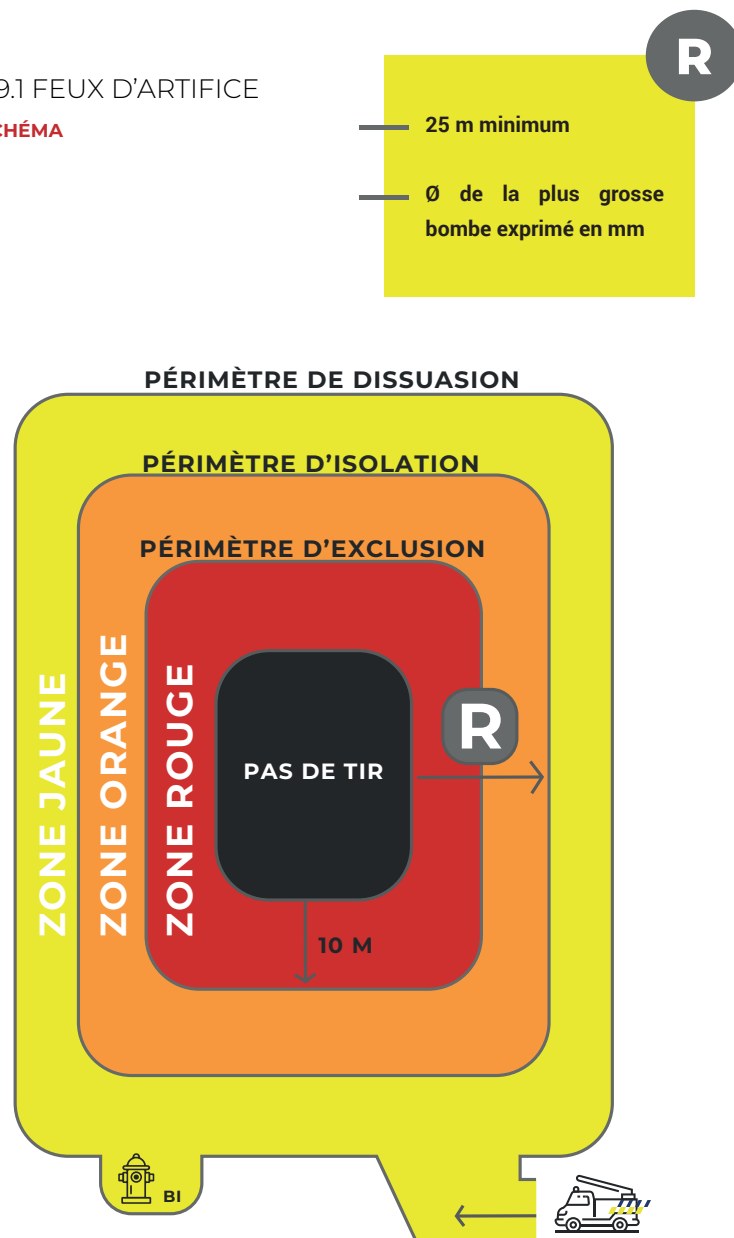 9.1 FEUX D'ARTIFICE
CHÉMA
R
25 m minimum
Ø de la plus grosse
bombe exprimé en mm
PÉRIMÈTRE DE DISSUASION
PÉRIMÈTRE D'ISOLATION
PÉRIMÈTRE D'EXCLUSION
ZONE JAUNE
ZONE ORANGE
ZONE ROUGE
PAS DE TIR
R
10 M
BI